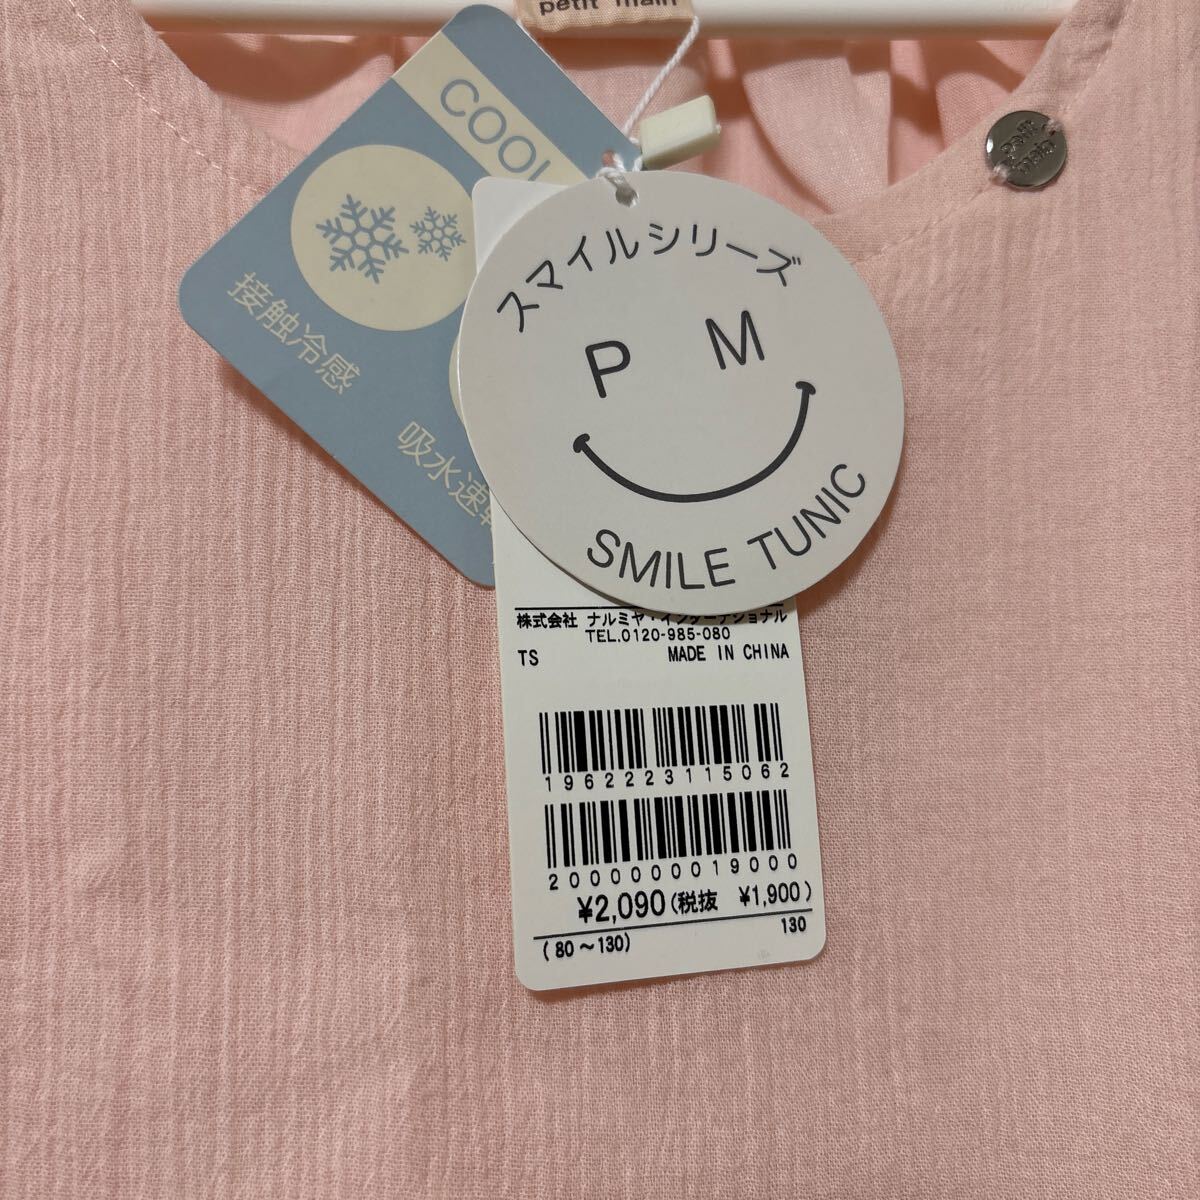 petit main
COOL
接触冷感
吸水速
petit main
スマイルシリーズ
P M
SMILE TUNIC
株式会社 ナルミヤ・インターナショナル
TEL.0120-985-080
TS MADE IN CHINA
1962223115062
2000000019000
¥2,090(税抜 ¥1,900)
(80～130) 130